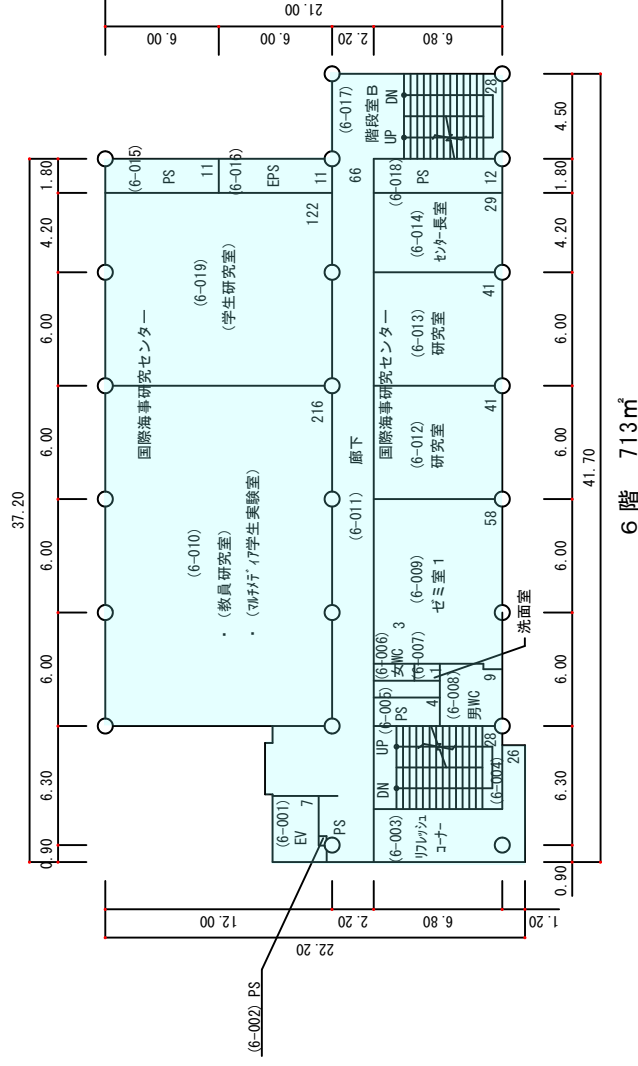 6階 713㎡
37.20
0.90
6.30
6.00
6.00
6.00
6.00
4.20
1.80
22.20
12.00
2.20
6.80
1.20
21.00
6.00
6.00
2.20
6.80
0.90
6.30
6.00
6.00
6.00
6.00
4.20
1.80
4.50
41.70
国際海事研究センター
(6-010)
・(教員研究室)
・(マルチメディア学生実験室)
216
(6-019)
(学生研究室)
122
(6-015)
PS
11
(6-016)
EPS
11
(6-001)
EV
7
PS
(6-002) PS
(6-011)
廊下
66
(6-017)
階段室B
UP
DN
28
(6-003)
リフレッシュ
コーナー
26
DN
UP
(6-004)
28
(6-005)
PS
4
(6-006)
女WC
3
(6-007)
1
洗面室
(6-008)
男WC
9
(6-009)
ゼミ室1
58
国際海事研究センター
(6-012)
研究室
41
(6-013)
研究室
41
(6-014)
センター長室
29
(6-018)
PS
12